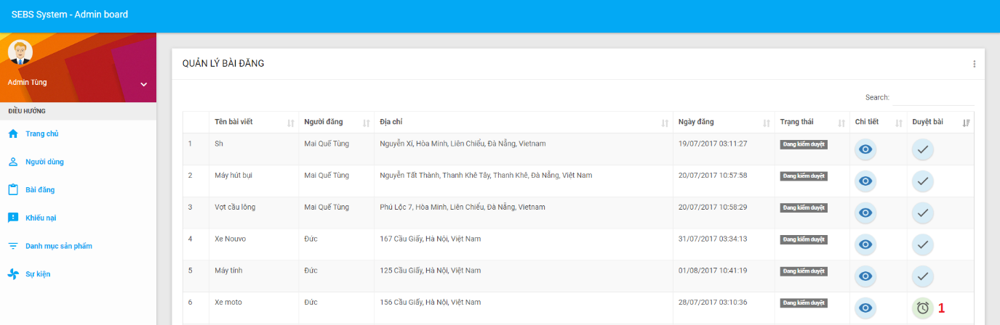 SEBS System - Admin board
Admin Tùng
ĐIỀU HƯỚNG
Trang chủ
Người dùng
Bài đăng
Khiếu nại
Danh mục sản phẩm
Sự kiện
QUẢN LÝ BÀI ĐĂNG
Search:
Tên bài viết Người đăng Địa chỉ Ngày đăng Trạng thái Chi tiết Duyệt bài
1 Sh Mai Quế Tùng Nguyễn Xí, Hòa Minh, Liên Chiểu, Đà Nẵng, Vietnam 19/07/2017 03:11:27 Đang kiểm duyệt
2 Máy hút bụi Mai Quế Tùng Nguyễn Tất Thành, Thanh Khê Tây, Thanh Khê, Đà Nẵng, Việt Nam 20/07/2017 10:57:58 Đang kiểm duyệt
3 Vợt cầu lông Mai Quế Tùng Phú Lộc 7, Hòa Minh, Liên Chiểu, Đà Nẵng, Vietnam 20/07/2017 10:58:29 Đang kiểm duyệt
4 Xe Nouvo Đức 167 Cầu Giấy, Hà Nội, Việt Nam 31/07/2017 03:34:13 Đang kiểm duyệt
5 Máy tính Đức 125 Cầu Giấy, Hà Nội, Việt Nam 01/08/2017 10:41:19 Đang kiểm duyệt
6 Xe moto Đức 156 Cầu Giấy, Hà Nội, Việt Nam 28/07/2017 03:10:36 Đang kiểm duyệt 1